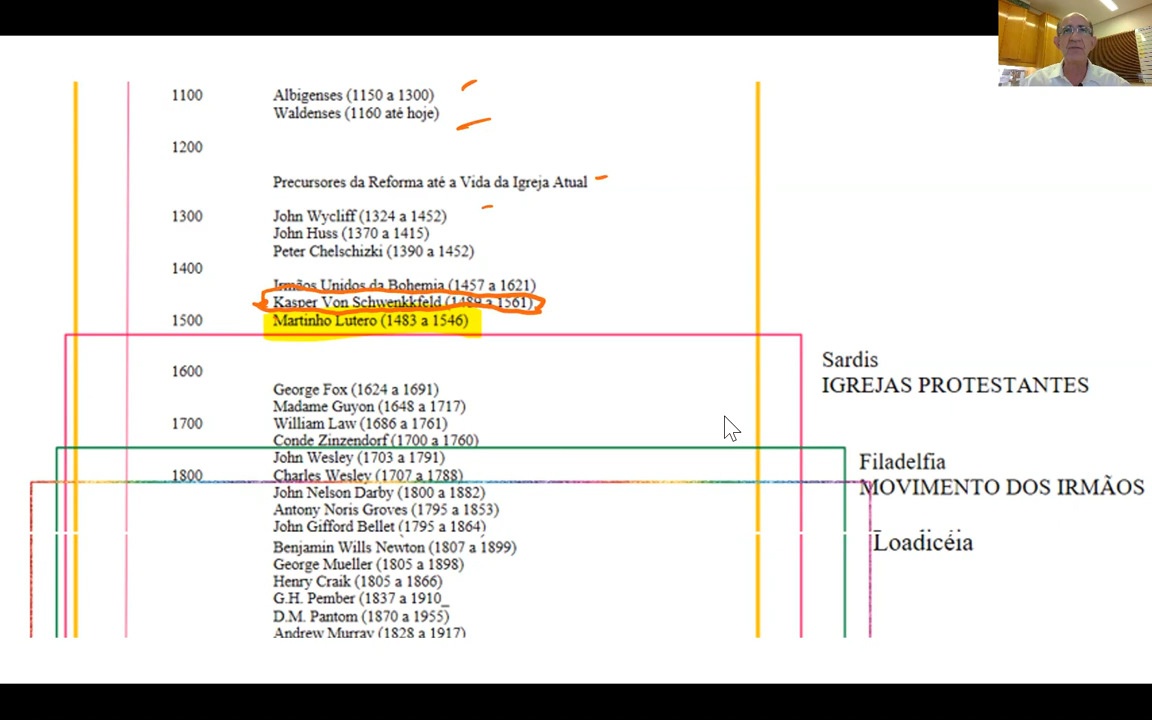 1100
Albigenses (1150 a 1300)
Waldenses (1160 até hoje)
1200
Precursores da Reforma até a Vida da Igreja Atual
1300
John Wycliff (1324 a 1452)
John Huss (1370 a 1415)
Peter Chelschizki (1390 a 1452)
1400
Irmãos Unidos da Bohemia (1457 a 1621)
Kasper Von Schwenkkfeld (1489 a 1561)
1500
Martinho Lutero (1483 a 1546)
Sardis
IGREJAS PROTESTANTES
1600
George Fox (1624 a 1691)
Madame Guyon (1648 a 1717)
1700
William Law (1686 a 1761)
Conde Zinzendorf (1700 a 1760)
John Wesley (1703 a 1791)
Filadelfia
MOVIMENTO DOS IRMÃOS
1800
Charles Wesley (1707 a 1788)
John Nelson Darby (1800 a 1882)
Antony Noris Groves (1795 a 1853)
John Gifford Bellet (1795 a 1864)
Loadicéia
Benjamin Wills Newton (1807 a 1899)
George Mueller (1805 a 1898)
Henry Craik (1805 a 1866)
G.H. Pember (1837 a 1910_
D.M. Pantom (1870 a 1955)
Andrew Murray (1828 a 1917)